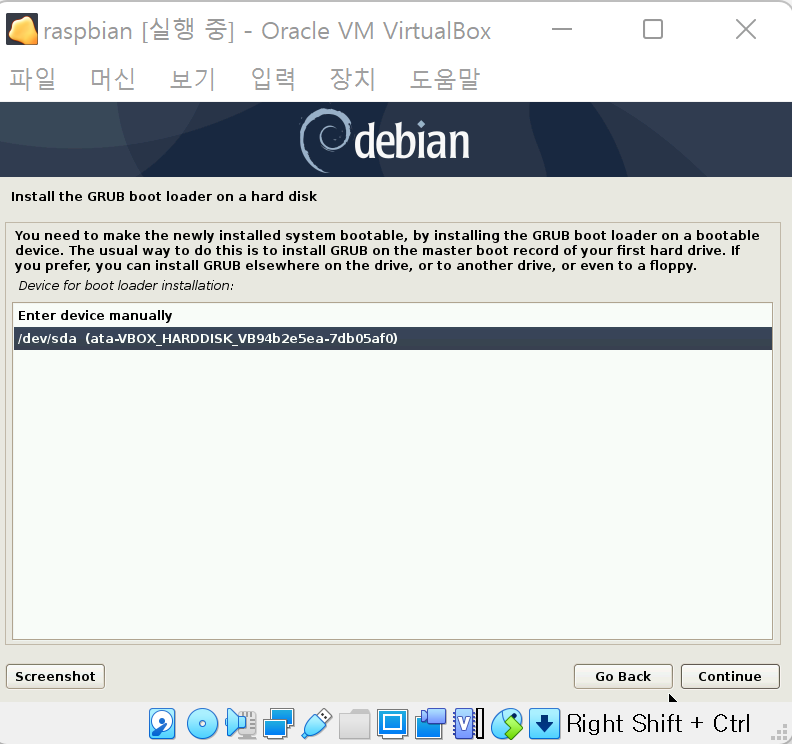 raspbian [실행 중] - Oracle VM VirtualBox
파일 머신 보기 입력 장치 도움말
debian
Install the GRUB boot loader on a hard disk
You need to make the newly installed system bootable, by installing the GRUB boot loader on a bootable
device. The usual way to do this is to install GRUB on the master boot record of your first hard drive. If
you prefer, you can install GRUB elsewhere on the drive, or to another drive, or even to a floppy.
Device for boot loader installation:
Enter device manually
/dev/sda (ata-VBOX_HARDDISK_VB94b2e5ea-7db05af0)
Screenshot Go Back Continue
V Right Shift + Ctrl